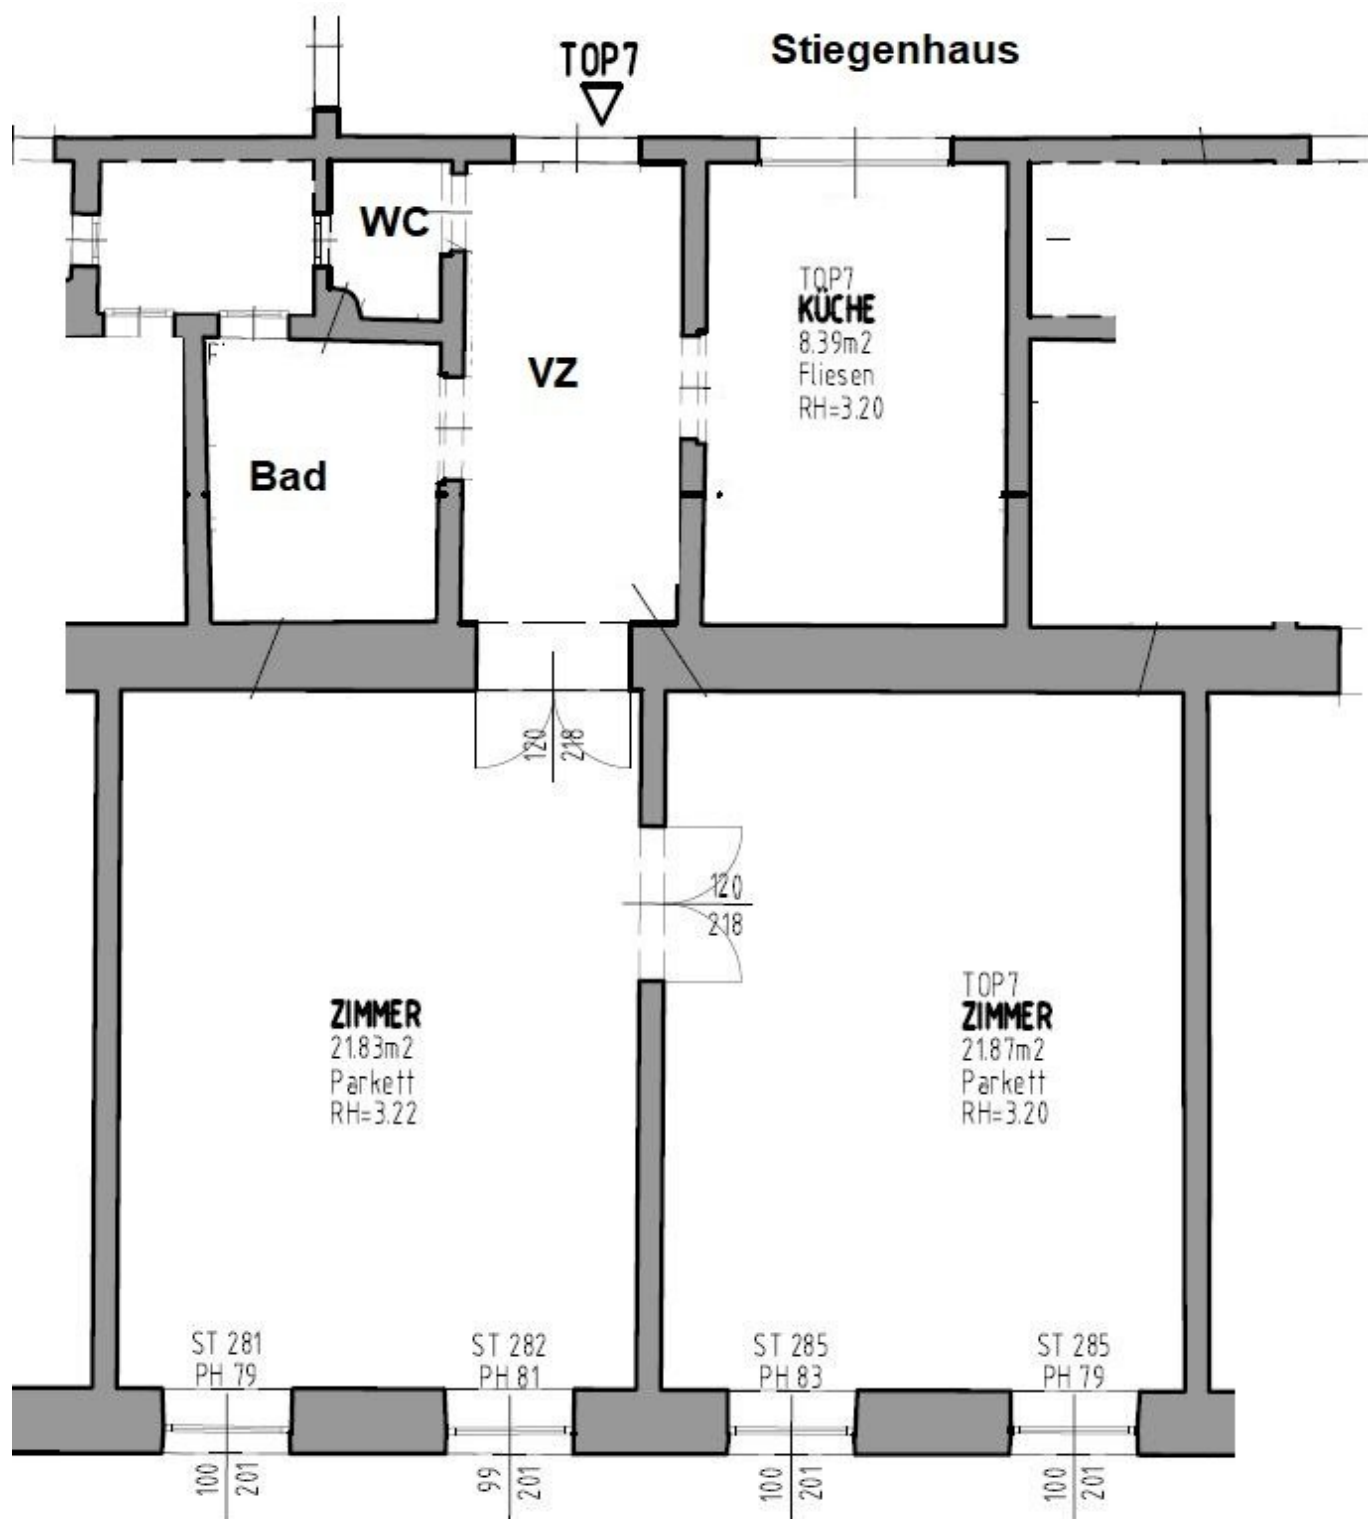 Stiegenhaus
TOP7
WC
TOP7
KÜCHE
8.39m2
Fliesen
RH=3.20
VZ
Bad
120
218
120
218
ZIMMER
21.83m2
Parkett
RH=3.22
TOP7
ZIMMER
21.87m2
Parkett
RH=3.20
ST 281
PH 79
ST 282
PH 81
ST 285
PH 83
ST 285
PH 79
100
201
99
201
100
201
100
201